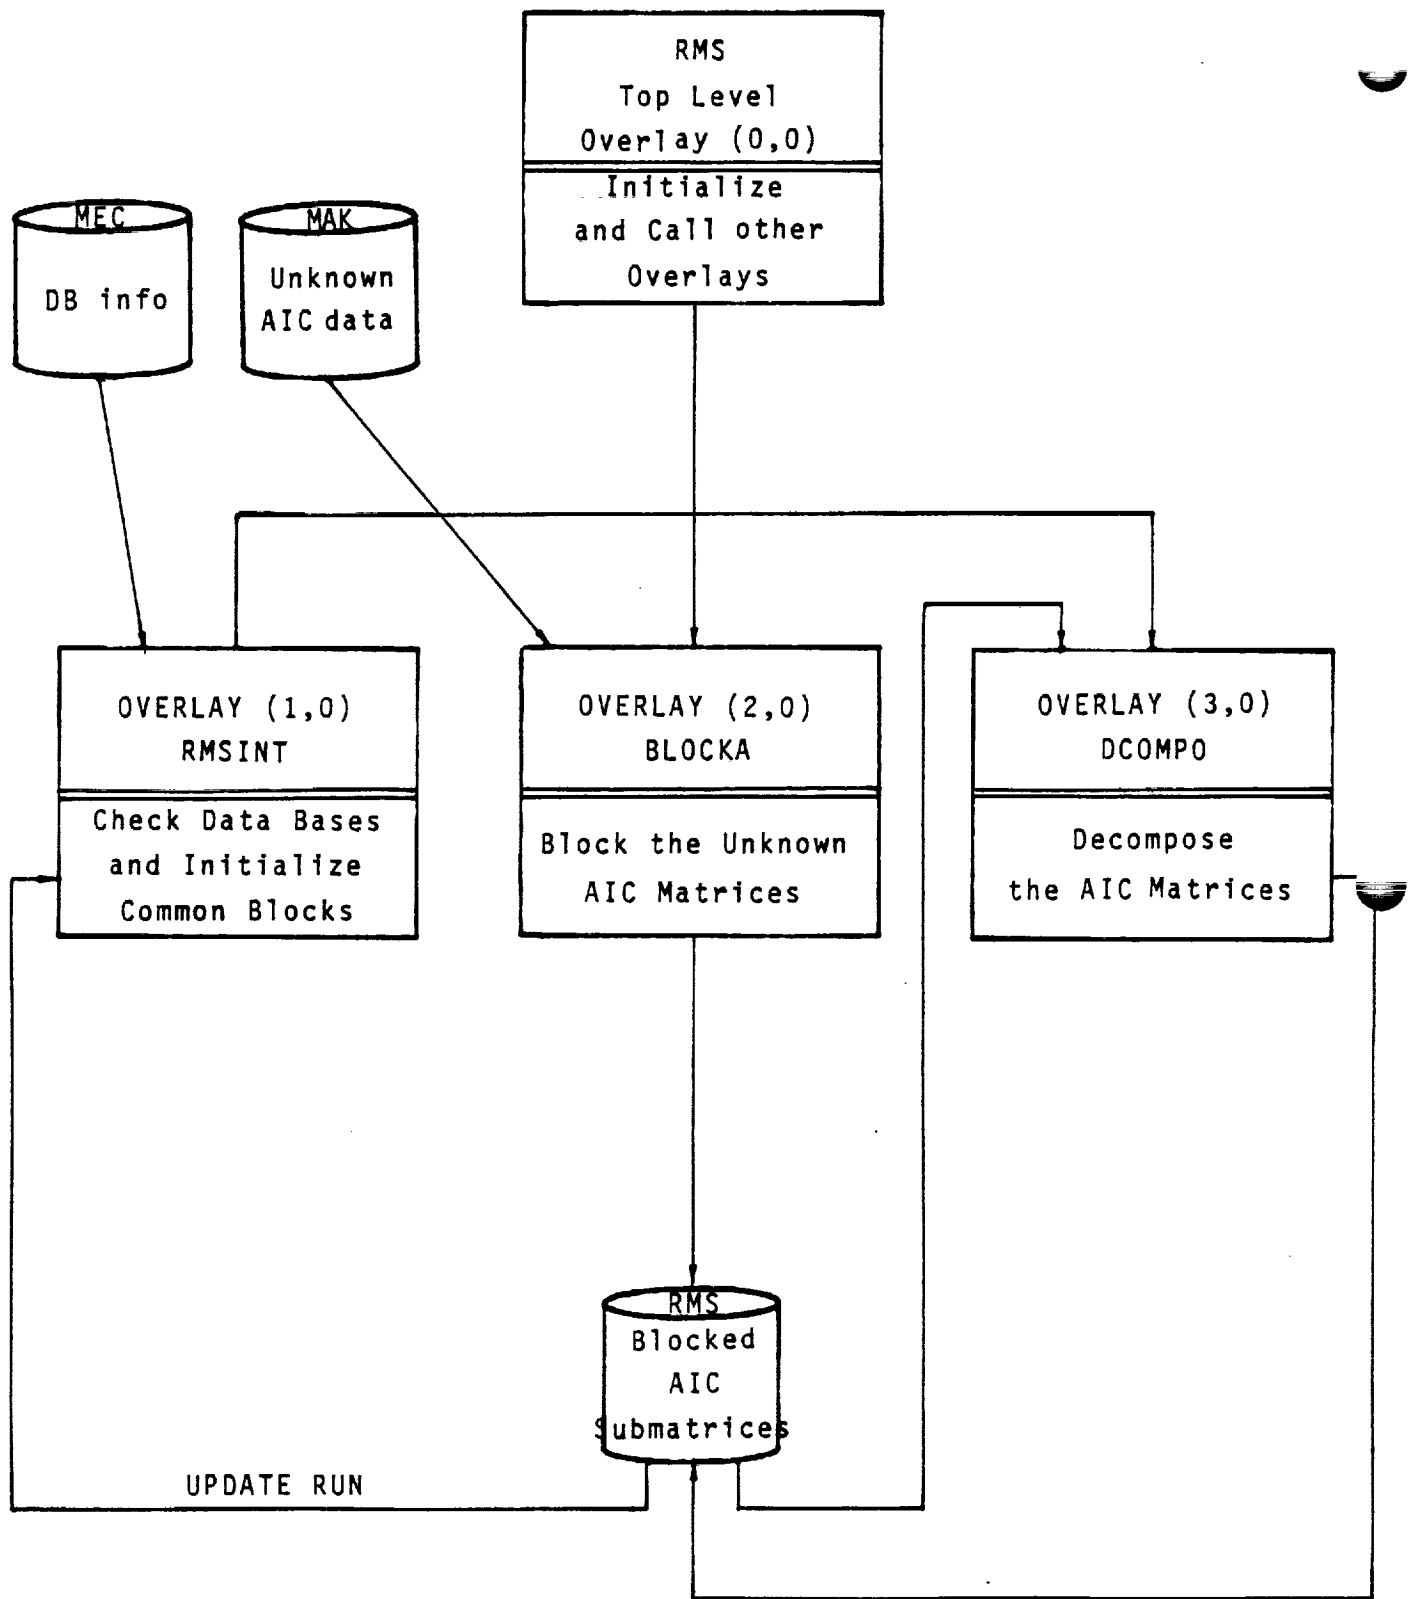 RMS
Top Level
Overlay (0,0)
Initialize
and Call other
Overlays
MEC
DB info
MAK
Unknown
AIC data
OVERLAY (1,0)
RMSINT
Check Data Bases
and Initialize
Common Blocks
OVERLAY (2,0)
BLOCKA
Block the Unknown
AIC Matrices
OVERLAY (3,0)
DCOMPO
Decompose
the AIC Matrices
RMS
Blocked
AIC
Submatrices
UPDATE RUN